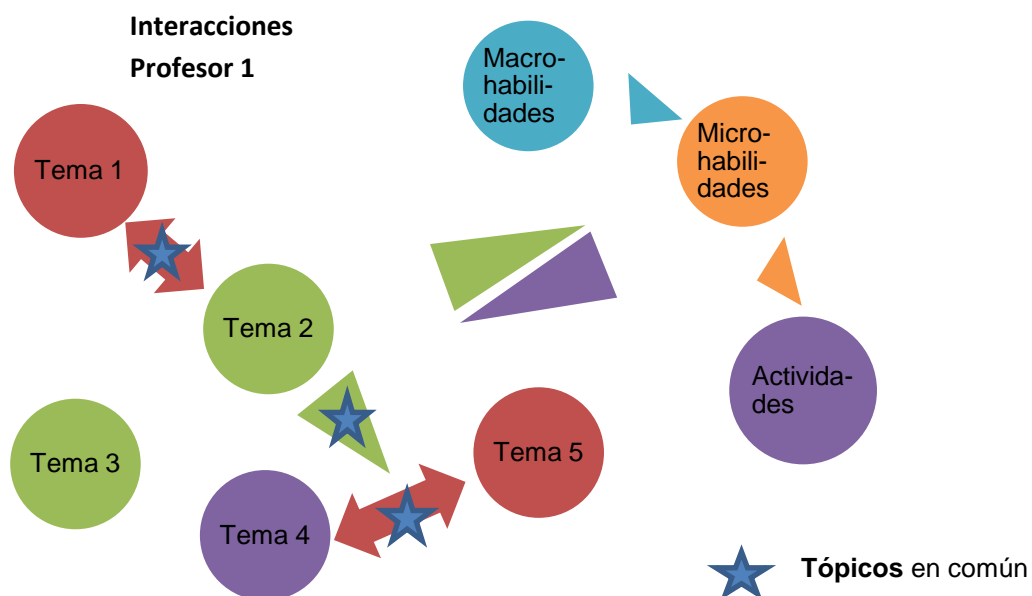 Interacciones
Profesor 1
Macro-
habili-
dades
Micro-
habili-
dades
Tema 1
Tema 2
Activida-
des
Tema 3
Tema 5
Tema 4
Tópicos en común